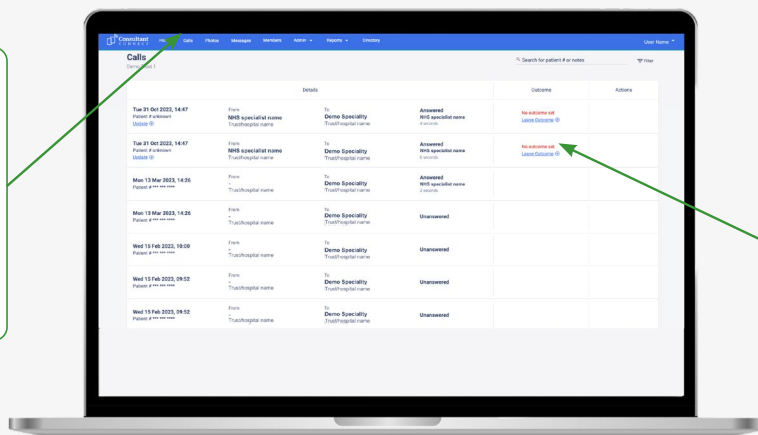 Consultant
CONNECT
Calls
Photos
Messages
Members
Admin
Reports
Directory
User Name
Calls
Search for patient # or notes
Filter
Details
Outcome
Actions
Tue 31 Oct 2023, 14:47
Patient # unknown
Update
From
NHS specialist name
Trust/hospital name
To
Demo Speciality
Trust/hospital name
Answered
NHS specialist name
No outcome set
Leave Outcome
Tue 31 Oct 2023, 14:47
Patient # unknown
Update
From
NHS specialist name
Trust/hospital name
To
Demo Speciality
Trust/hospital name
Answered
NHS specialist name
No outcome set
Leave Outcome
Mon 13 Mar 2023, 14:26
Patient # *** *** ****
From
-
Trust/hospital name
To
Demo Speciality
Trust/hospital name
Answered
NHS specialist name
Mon 13 Mar 2023, 14:26
Patient # *** *** ****
From
-
Trust/hospital name
To
Demo Speciality
Trust/hospital name
Unanswered
Wed 15 Feb 2023, 10:00
Patient # *** *** ****
From
-
Trust/hospital name
To
Demo Speciality
Trust/hospital name
Unanswered
Wed 15 Feb 2023, 09:52
Patient # *** *** ****
From
-
Trust/hospital name
To
Demo Speciality
Trust/hospital name
Unanswered
Wed 15 Feb 2023, 09:52
Patient # *** *** ****
From
-
Trust/hospital name
To
Demo Speciality
Trust/hospital name
Unanswered